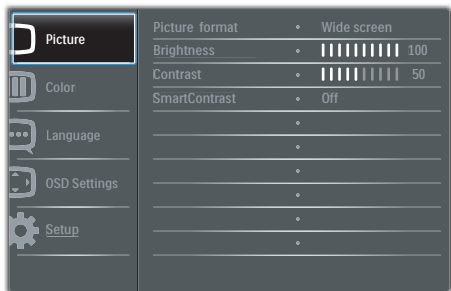 Picture
Color
Language
OSD Settings
Setup
Picture format Wide screen
Brightness 100
Contrast 50
SmartContrast Off